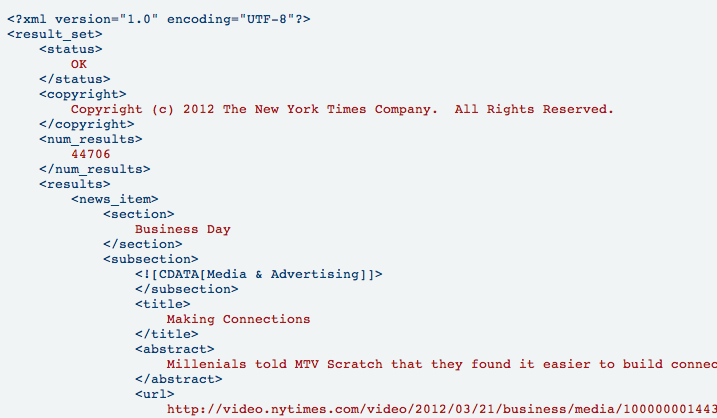 <?xml version="1.0" encoding="UTF-8"?>
<result_set>
<status>
OK
</status>
<copyright>
Copyright (c) 2012 The New York Times Company.  All Rights Reserved.
</copyright>
<num_results>
44706
</num_results>
<results>
<news_item>
<section>
Business Day
</section>
<subsection>
<![CDATA[Media & Advertising]]>
</subsection>
<title>
Making Connections
</title>
<abstract>
Millenials told MTV Scratch that they found it easier to build connec
</abstract>
<url>
http://video.nytimes.com/video/2012/03/21/business/media/100000001443